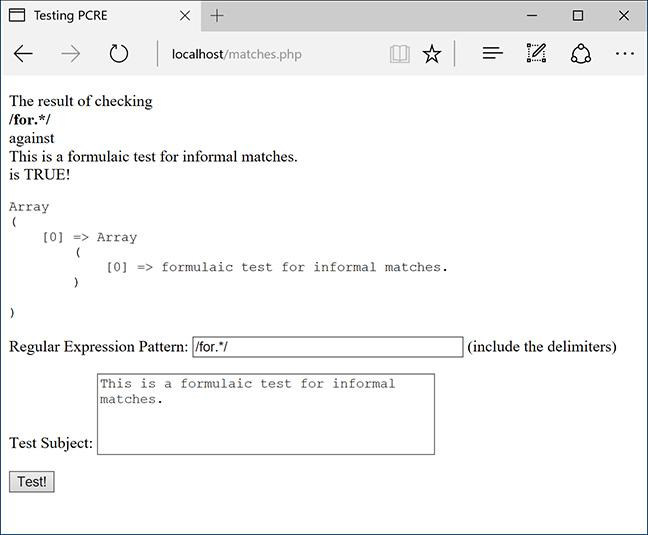 Testing PCRE
localhost/matches.php
The result of checking
/for.*/
against
This is a formulaic test for informal matches.
is TRUE!
Array
(
    [0] => Array
        (
            [0] => formulaic test for informal matches.
        )
)
Regular Expression Pattern: /for.*/ (include the delimiters)
This is a formulaic test for informal
matches.
Test Subject:
Test!